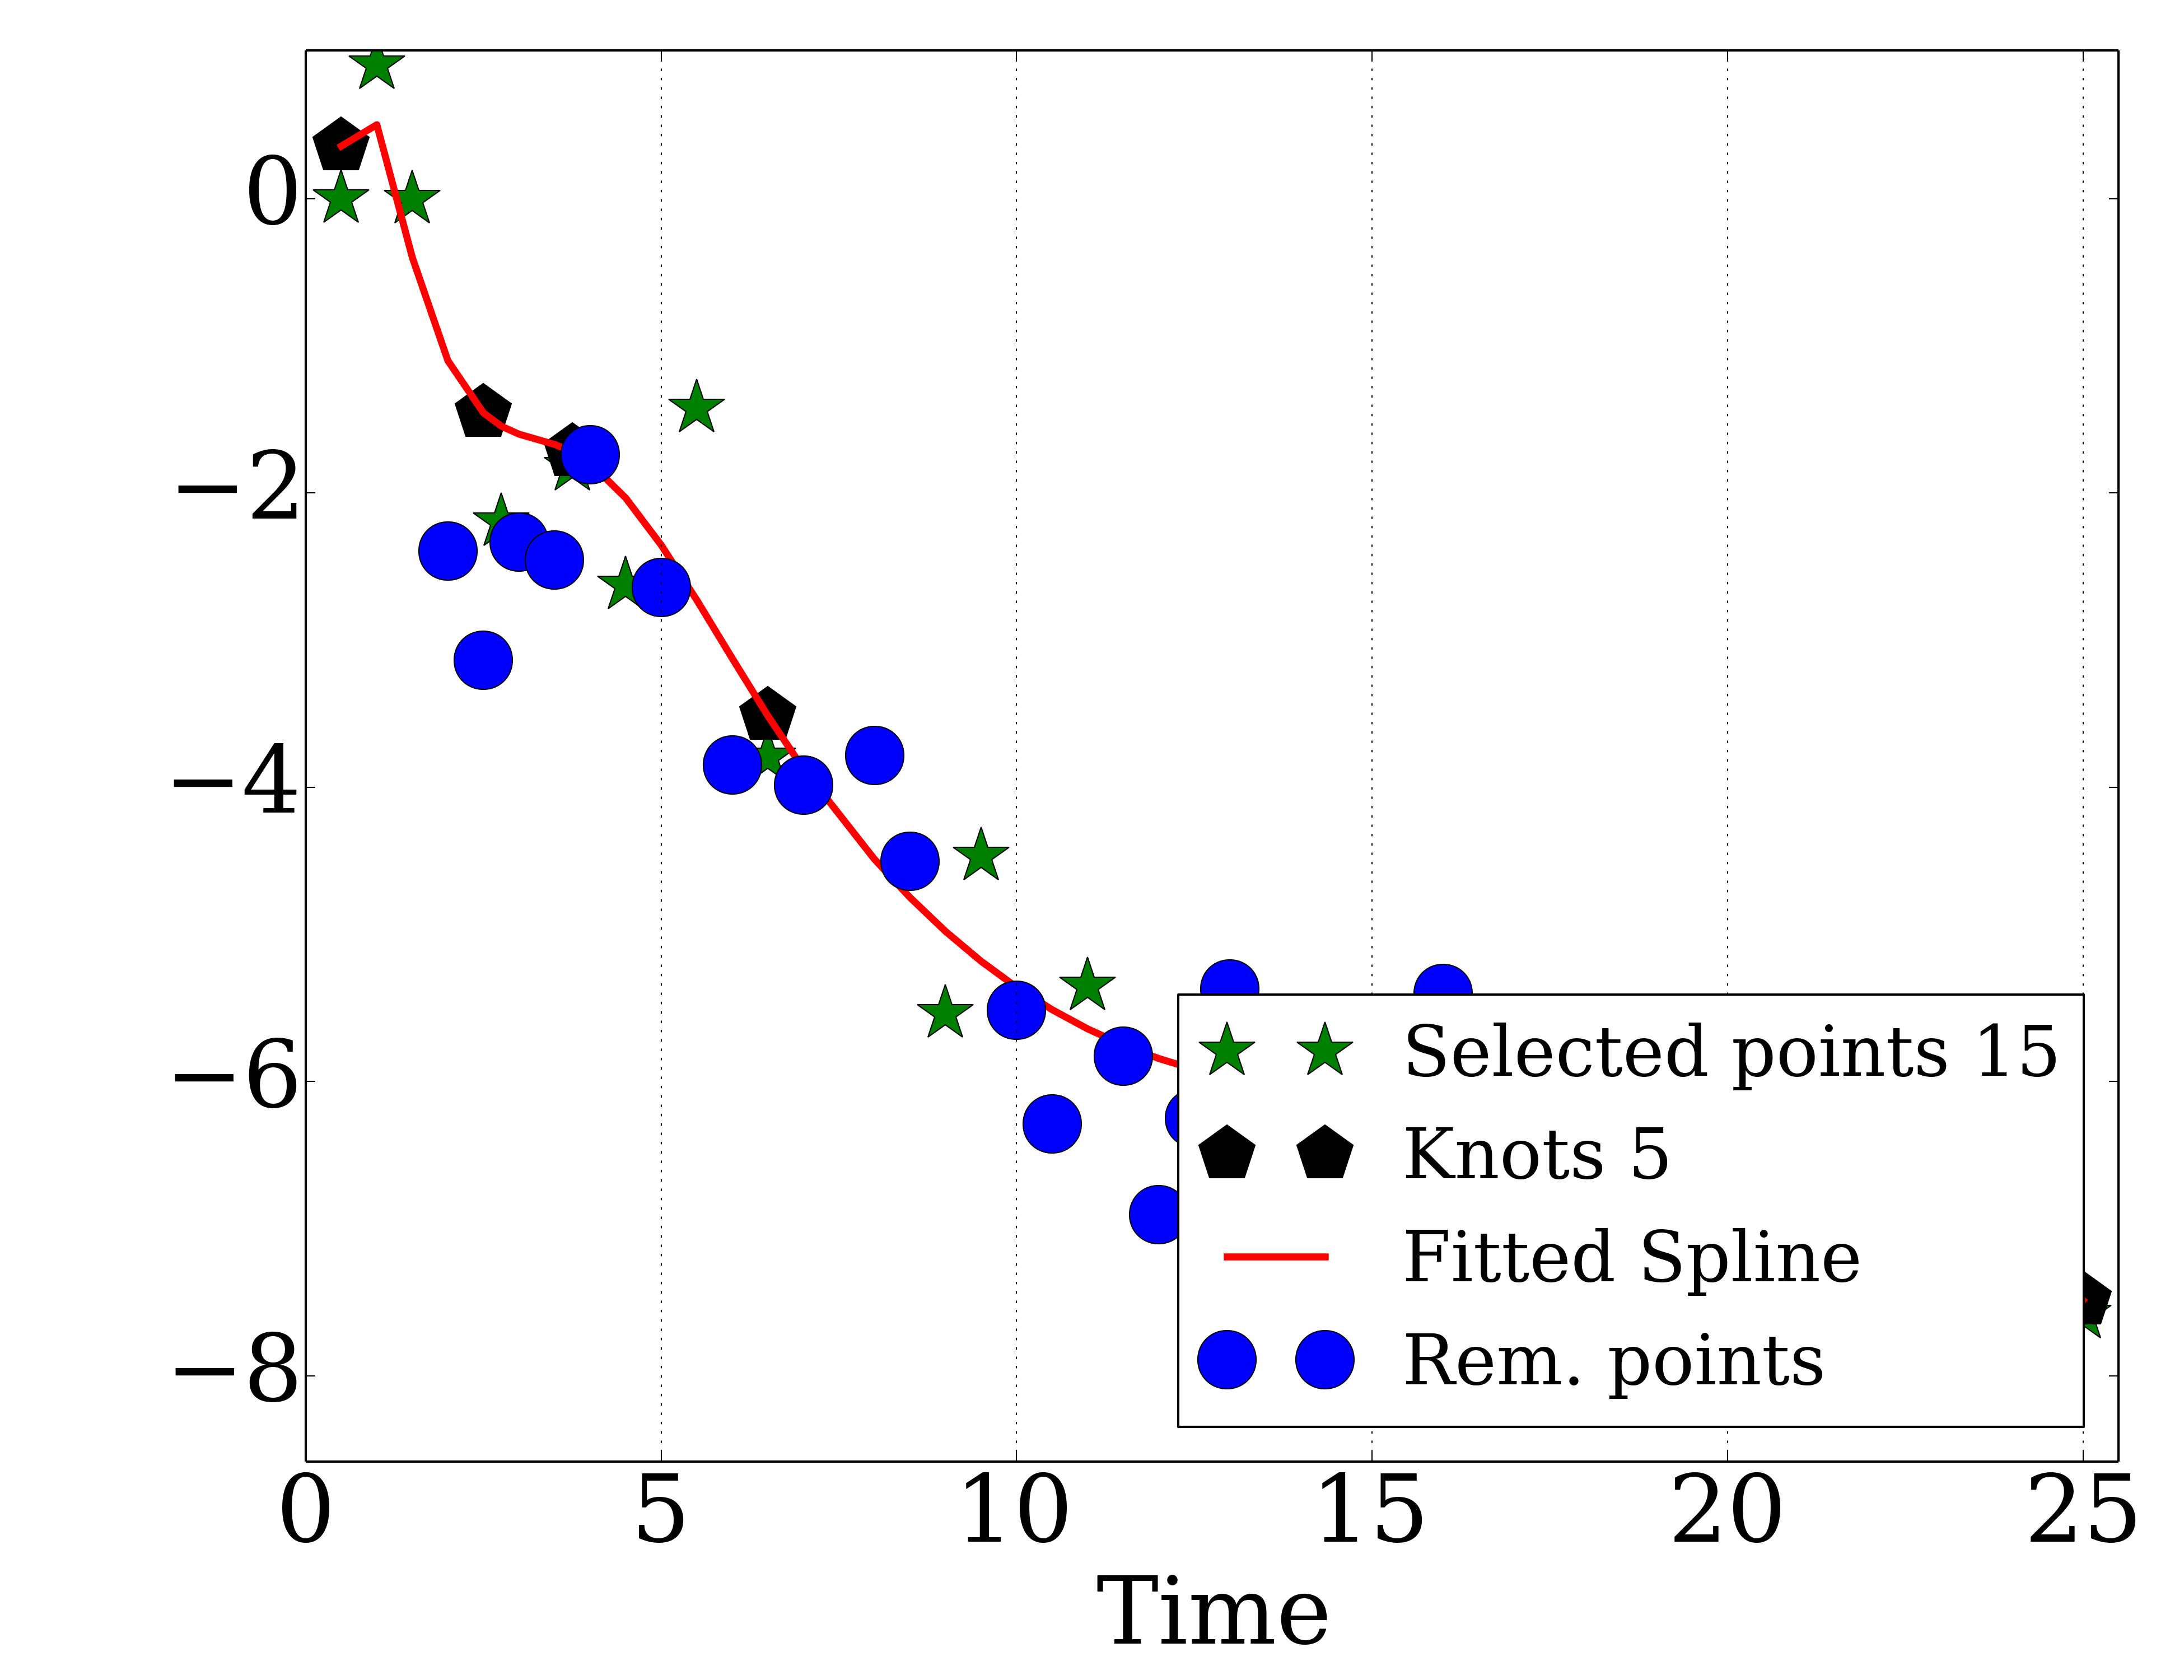 0
−2
−4
−6
−8
Selected points 15
Knots 5
Fitted Spline
Rem. points
0 5 10 15 20 25
Time